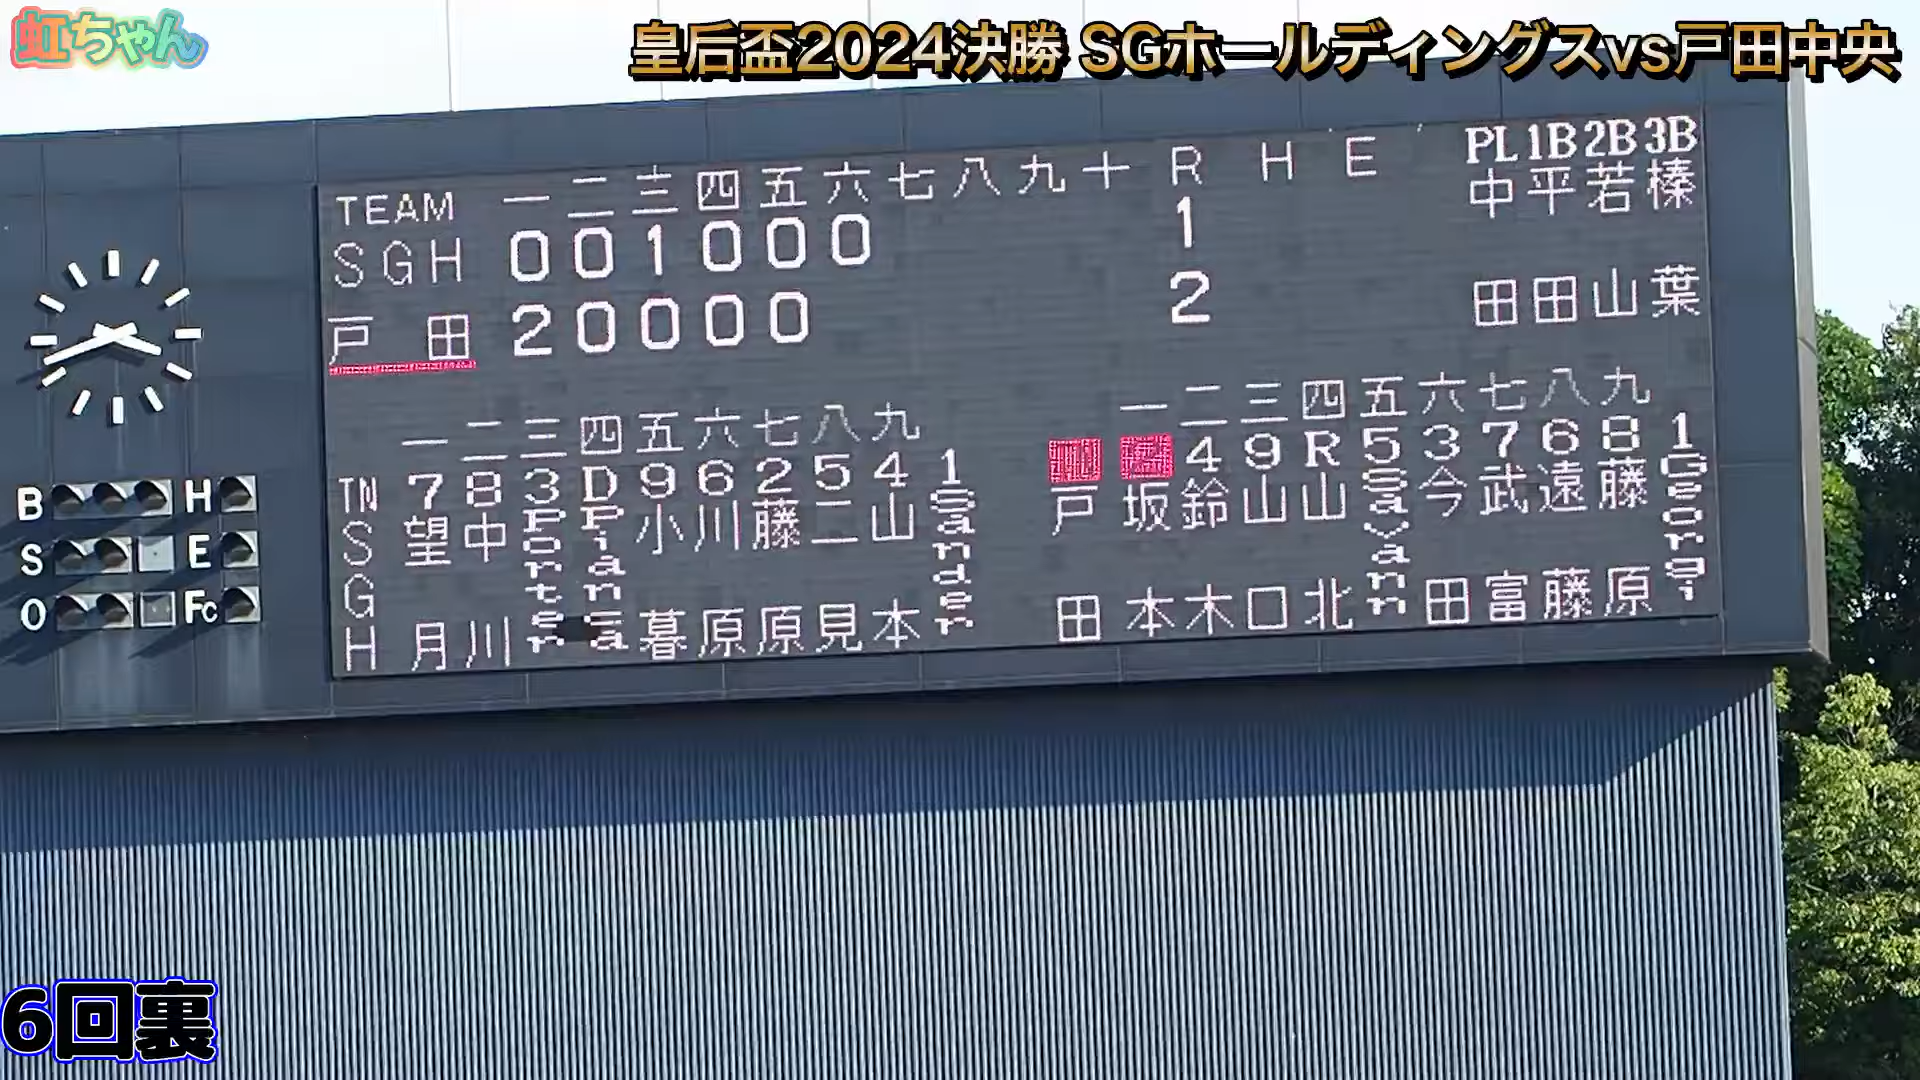 虹ちゃん
皇后盃2024決勝 SGホールディングスvs戸田中央
TEAM 一 二 三 四 五 六 七 八 九 十 R H E
SGH 0 0 1 0 0 0 1
戸田 2 0 0 0 0 2
PL 1B 2B 3B
中 平 若 榛
田 田 山 葉
B H
S E
O Fc
IN SGH
一 7 望月
二 8 中川
三 3 Porter
四 D Pianca
五 9 小暮
六 6 川原
七 2 藤原
八 5 二見
九 4 山本
1 Sander
戸田
一 坂本
二 4 鈴木
三 9 山口
四 R 山北
五 5 Savann
六 3 今田
七 7 武富
八 6 遠藤
九 8 藤原
1 Georgi
6回裏